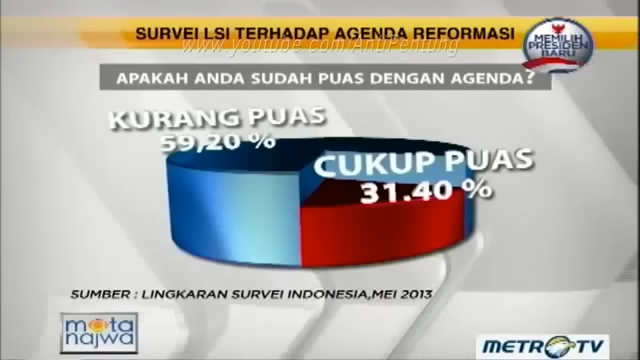 SURVEI LSI TERHADAP AGENDA REFORMASI
www.youtube.com/AntiPentung
MEMILIH
PRESIDEN
BARU
APAKAH ANDA SUDAH PUAS DENGAN AGENDA?
KURANG PUAS
59,20 %
CUKUP PUAS
31.40 %
SUMBER : LINGKARAN SURVEI INDONESIA,MEI 2013
mata
najwa
METRO TV